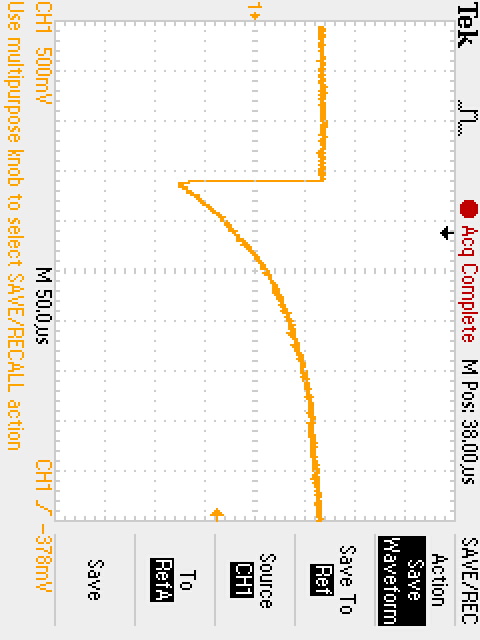 Tek
Acq Complete
M Pos: 38.00µs
SAVE/REC
Action
Save
Waveform
Save To
Ref
Source
CH1
To
RefA
Save
1
CH1 500mV
M 50.0µs
CH1 / -378mV
Use multipurpose knob to select SAVE/RECALL action